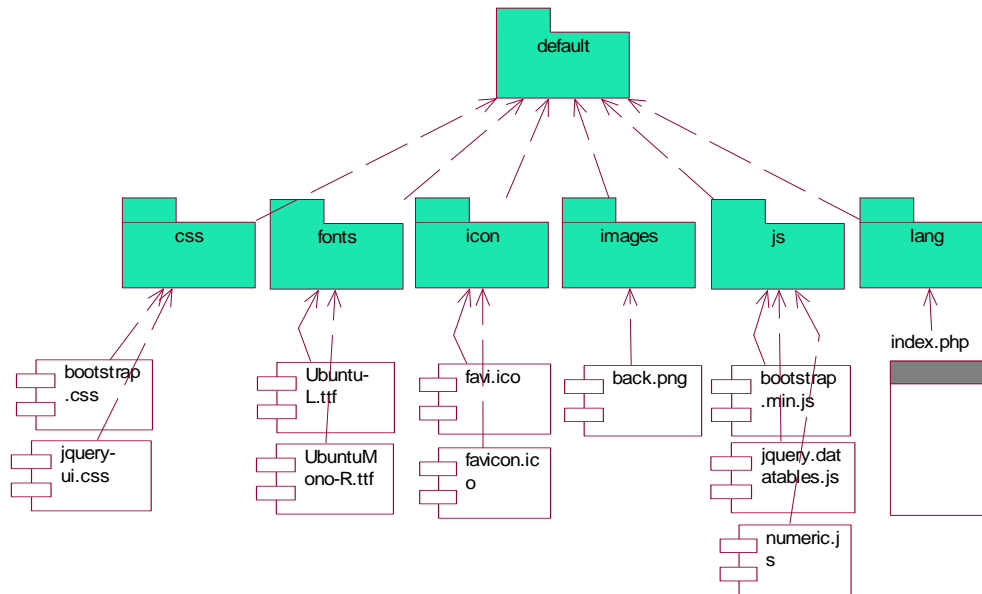 default
css
fonts
icon
images
js
lang
index.php
bootstrap
.css
Ubuntu-
L.ttf
favi.ico
back.png
bootstrap
.min.js
jquery-
ui.css
UbuntuM
ono-R.ttf
favicon.ic
o
jquery.dat
atables.js
numeric.j
s